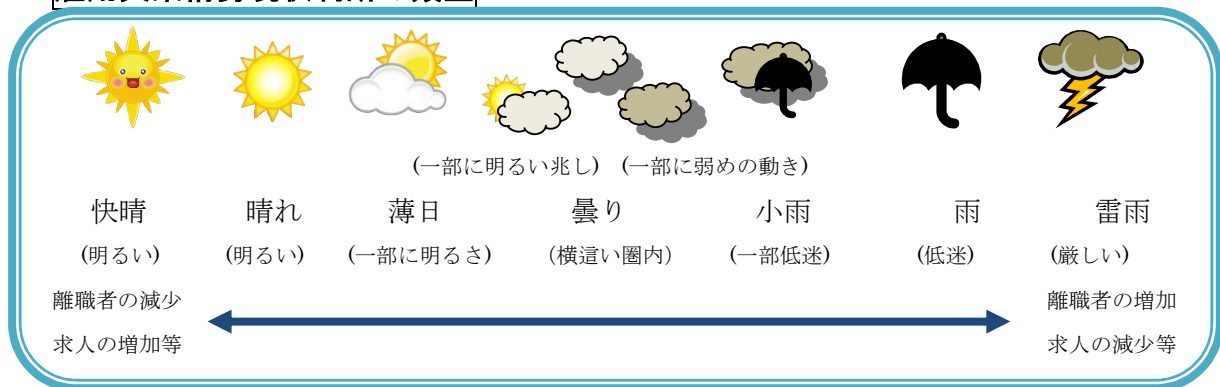 (一部に明るい兆し) (一部に弱めの動き)
快晴 晴れ 薄日 曇り 小雨 雨 雷雨
(明るい) (明るい) (一部に明るさ) (横這い圏内) (一部低迷) (低迷) (厳しい)
離職者の減少 離職者の増加
求人の増加等 求人の減少等